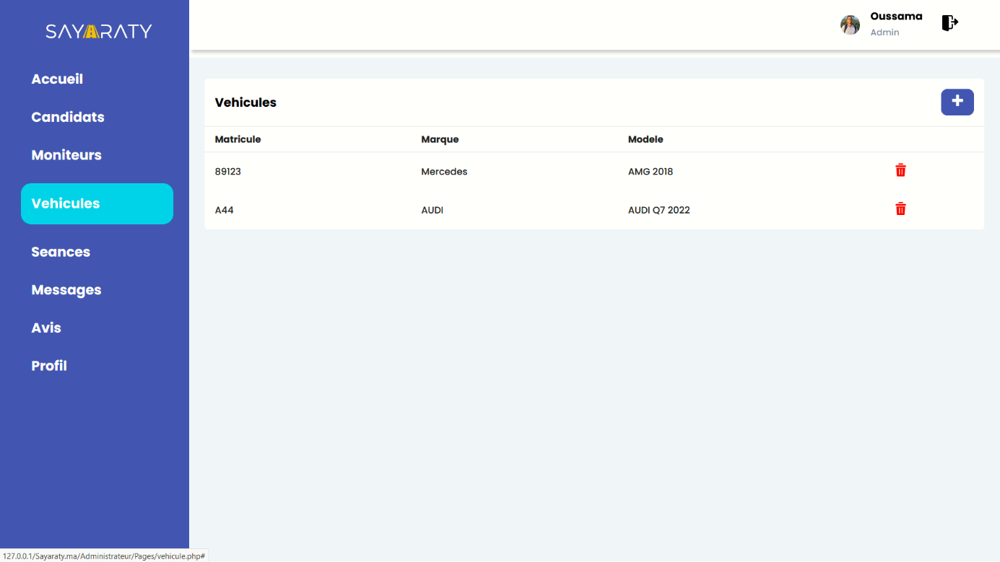 SAYARATY
Oussama
Admin
Accueil
Candidats
Moniteurs
Vehicules
Seances
Messages
Avis
Profil
Vehicules
Matricule Marque Modele
89123 Mercedes AMG 2018
A44 AUDI AUDI Q7 2022
127.0.0.1/Sayaraty.ma/Administrateur/Pages/vehicule.php#